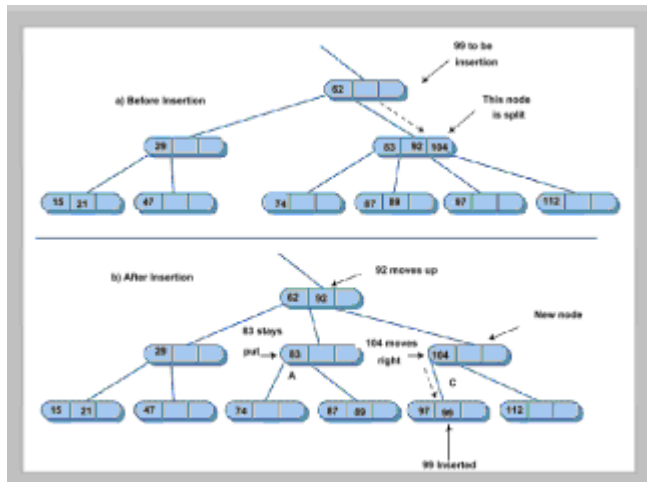 99 to be
insertion
62
a) Before Insertion
This node
is split
29
83 92 104
15 21
47
74
87 89
97
112
b) After Insertion
92 moves up
62 92
83 stays
put
New node
104 moves
right
29
83
104
A
C
15 21
47
74
87 89
97 99
112
99 Inserted